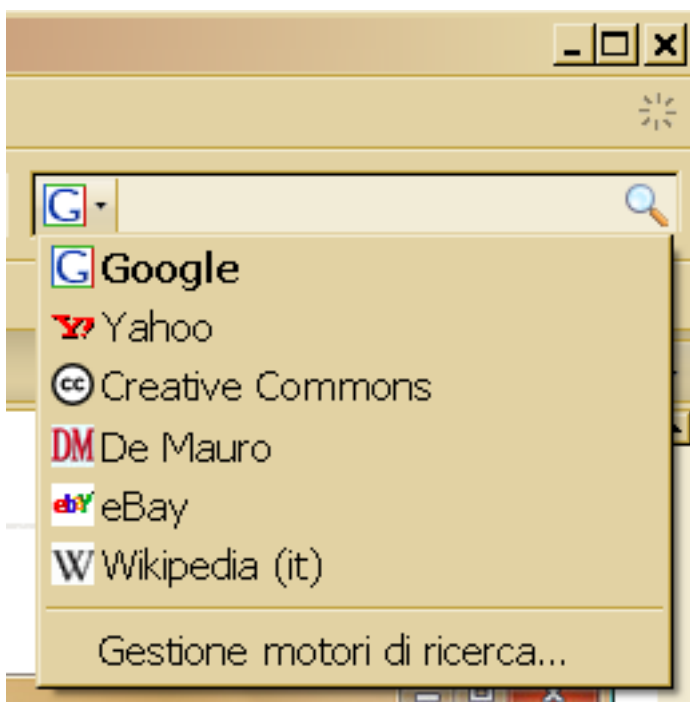 Google
Yahoo
Creative Commons
De Mauro
eBay
Wikipedia (it)
Gestione motori di ricerca...